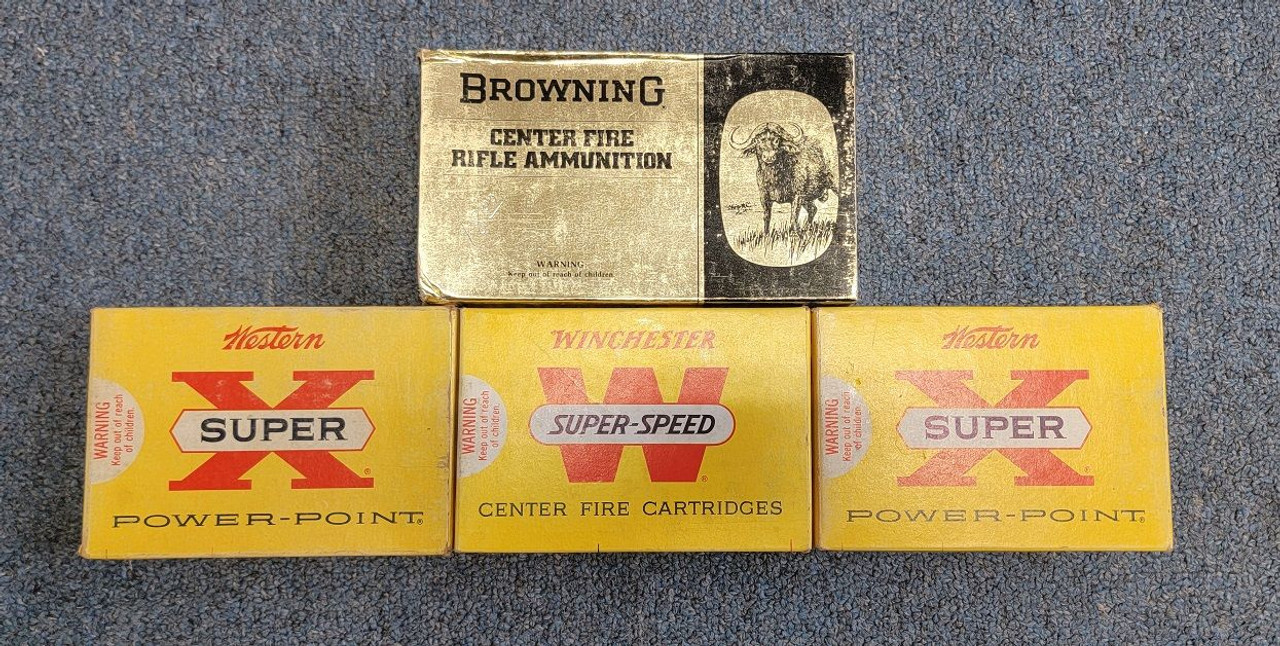 BROWNING
CENTER FIRE
RIFLE AMMUNITION
WARNING
Keep out of reach of children
Western
X
SUPER
®
POWER-POINT®
WARNING
Keep out of reach
of children.
WINCHESTER
W
SUPER-SPEED
®
CENTER FIRE CARTRIDGES
WARNING
Keep out of reach
of children.
Western
X
SUPER
®
POWER-POINT®
WARNING
Keep out of reach
of children.